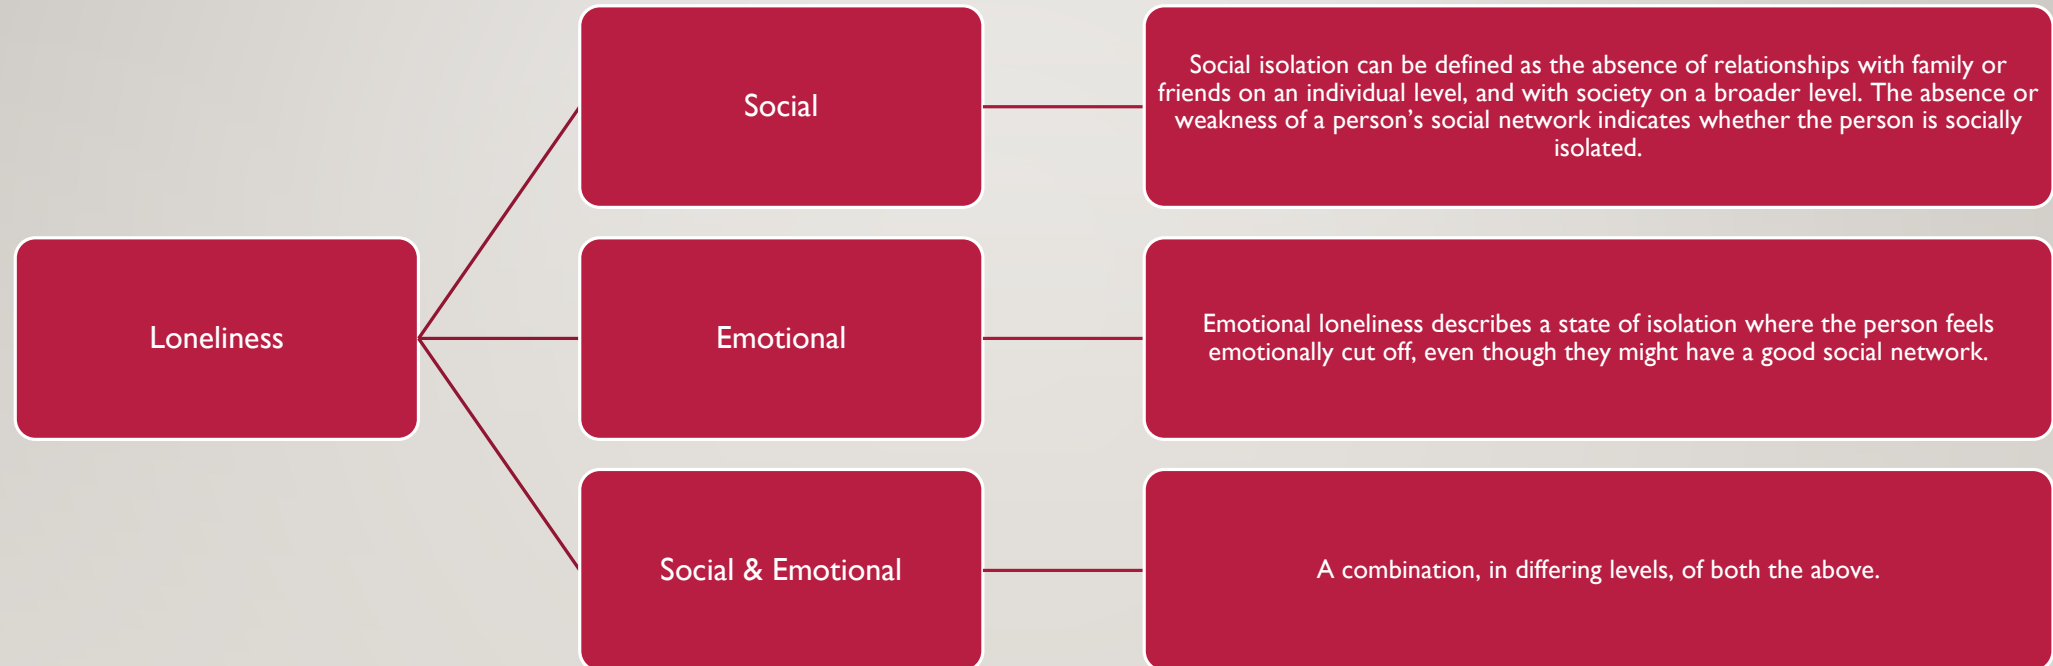 Social
Social isolation can be defined as the absence of relationships with family or
friends on an individual level, and with society on a broader level. The absence or
weakness of a person’s social network indicates whether the person is socially
isolated.
Loneliness
Emotional
Emotional loneliness describes a state of isolation where the person feels
emotionally cut off, even though they might have a good social network.
Social & Emotional
A combination, in differing levels, of both the above.